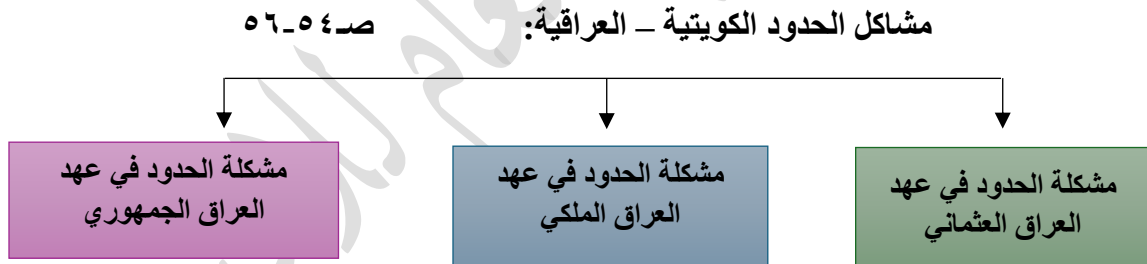 مشاكل الحدود الكويتية – العراقية: صـ٥٤-٥٦
مشكلة الحدود في عهد
العراق العثماني
مشكلة الحدود في عهد
العراق الملكي
مشكلة الحدود في عهد
العراق الجمهوري